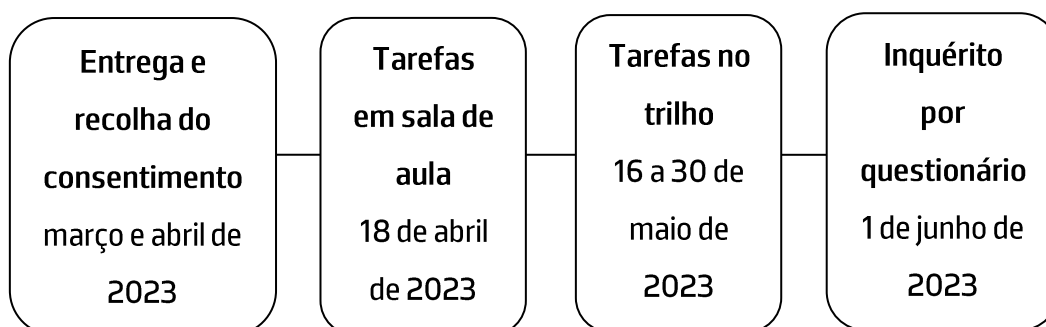 Entrega e
recolha do
consentimento
março e abril de
2023
Tarefas
em sala de
aula
18 de abril
de 2023
Tarefas no
trilho
16 a 30 de
maio de
2023
Inquérito
por
questionário
1 de junho de
2023